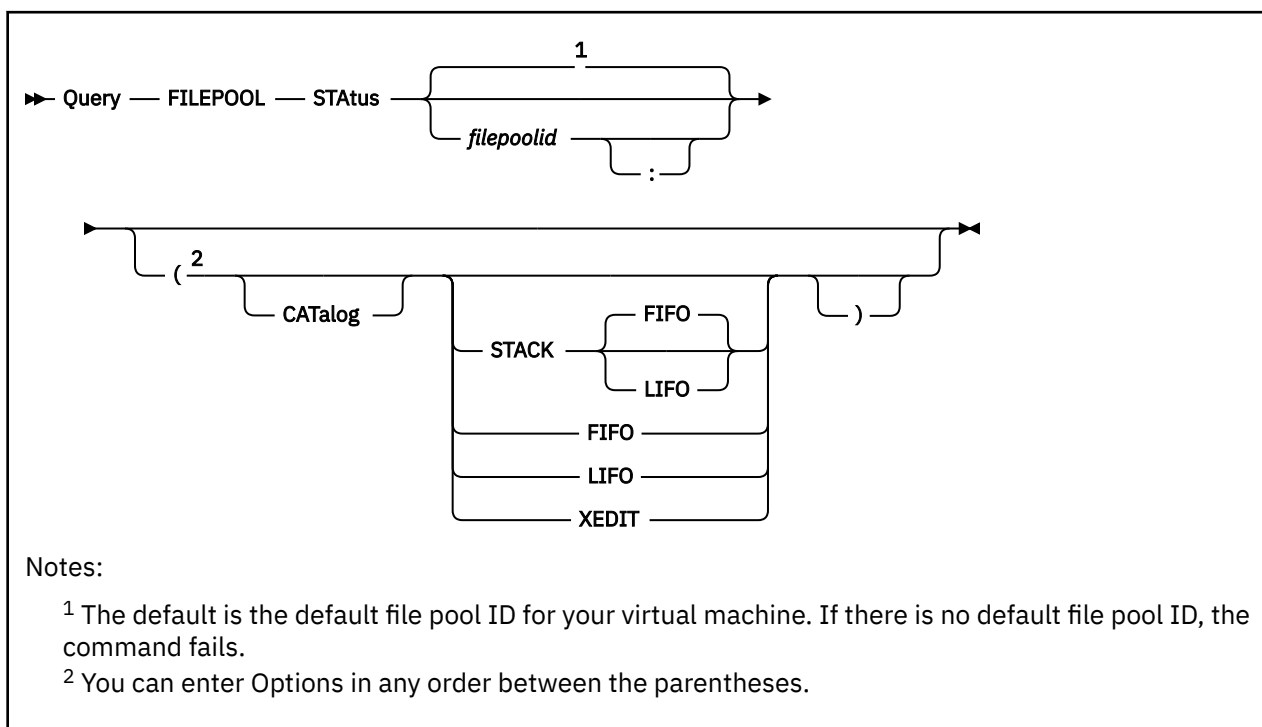 1
Query FILEPOOL STAtus
filepoolid
:
( 2
CATalog
STACK FIFO
LIFO
)
FIFO
LIFO
XEDIT
Notes:
1 The default is the default file pool ID for your virtual machine. If there is no default file pool ID, the
command fails.
2 You can enter Options in any order between the parentheses.